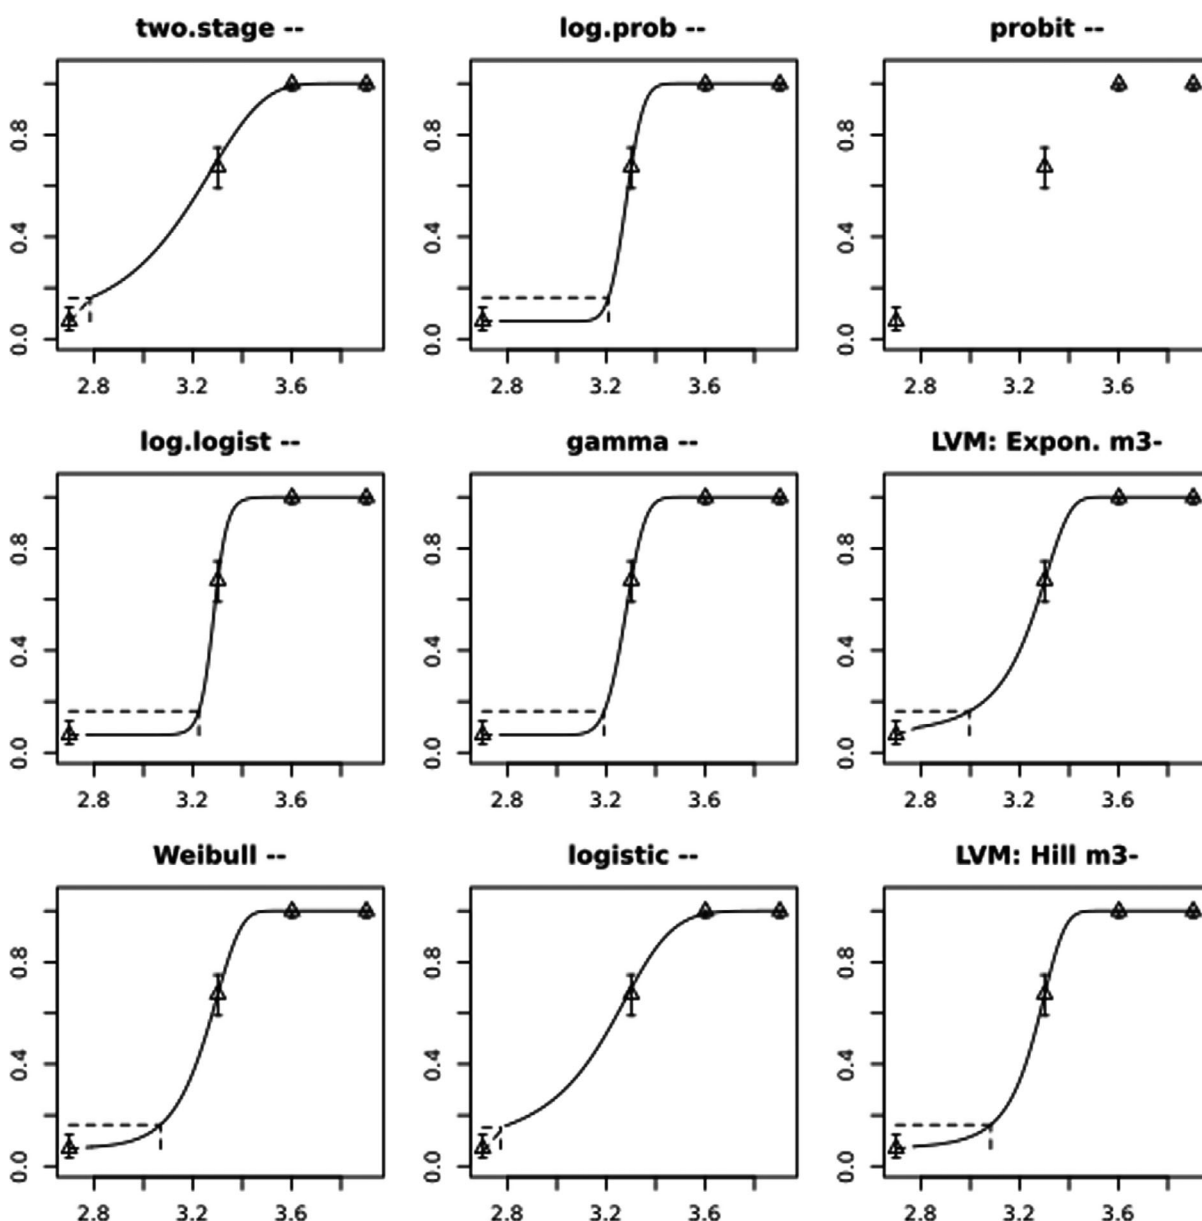 two.stage -- log.prob -- probit --
0.8 0.8 0.8
0.4 0.4 0.4
0.0 0.0 0.0
2.8 3.2 3.6 2.8 3.2 3.6 2.8 3.2 3.6
log.logist -- gamma -- LVM: Expon. m3-
0.8 0.8 0.8
0.4 0.4 0.4
0.0 0.0 0.0
2.8 3.2 3.6 2.8 3.2 3.6 2.8 3.2 3.6
Weibull -- logistic -- LVM: Hill m3-
0.8 0.8 0.8
0.4 0.4 0.4
0.0 0.0 0.0
2.8 3.2 3.6 2.8 3.2 3.6 2.8 3.2 3.6